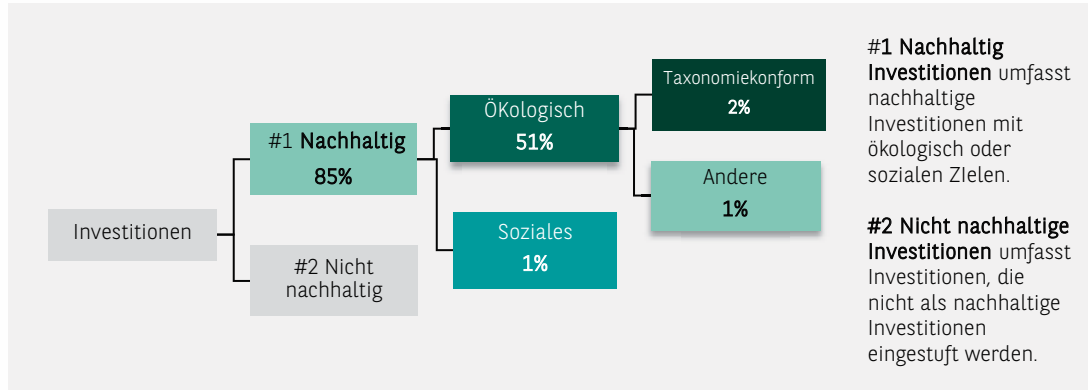 Investitionen
#1 Nachhaltig
85%
#2 Nicht
nachhaltig
ÖKologisch
51%
Soziales
1%
Taxonomiekonform
2%
Andere
1%
#1 Nachhaltig
Investitionen umfasst
nachhaltige
Investitionen mit
ökologisch oder
sozialen ZIelen.
#2 Nicht nachhaltige
Investitionen umfasst
Investitionen, die
nicht als nachhaltige
Investitionen
eingestuft werden.